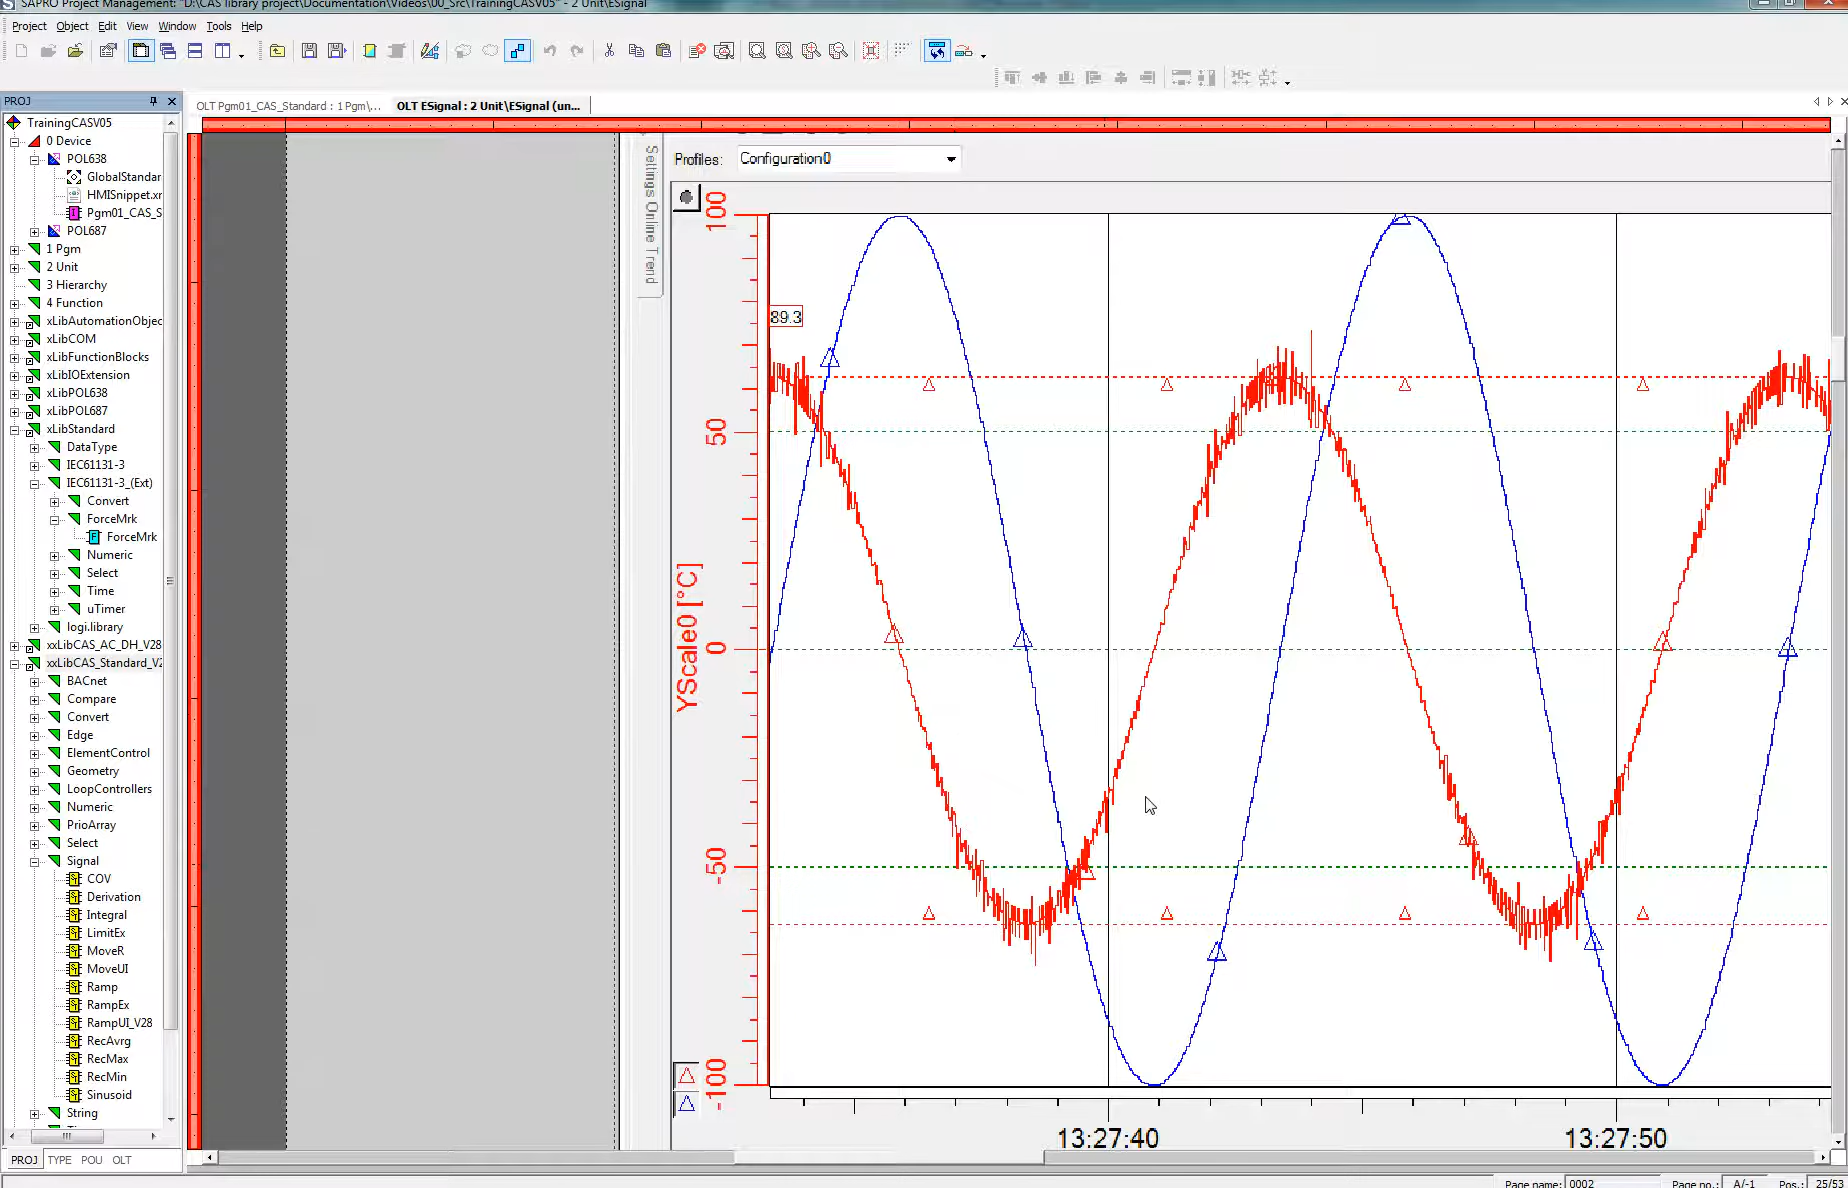 SAPRO Project Management: "D:\CAS library project\Documentation\Videos\00_Src\TrainingCASV05" - 2 Unit\ESignal
Project Object Edit View Window Tools Help
PROJ
OLT Pgm01_CAS_Standard : 1 Pgm\...
OLT ESignal : 2 Unit\ESignal (un...
TrainingCASV05
0 Device
POL638
GlobalStandar
HMISnippet.xr
Pgm01_CAS_S
POL687
1 Pgm
2 Unit
3 Hierarchy
4 Function
xLibAutomationObjec
xLibCOM
xLibFunctionBlocks
xLibIOExtension
xLibPOL638
xLibPOL687
xLibStandard
DataType
IEC61131-3
IEC61131-3_(Ext)
Convert
ForceMrk
ForceMrk
Numeric
Select
Time
uTimer
logi.library
xxLibCAS_AC_DH_V28
xxLibCAS_Standard_V2
BACnet
Compare
Convert
Edge
ElementControl
Geometry
LoopControllers
Numeric
PrioArray
Select
Signal
COV
Derivation
Integral
LimitEx
MoveR
MoveUI
Ramp
RampEx
RampUI_V28
RecAvrg
RecMax
RecMin
Sinusoid
String
PROJ TYPE POU OLT
Settings Online Trend
Profiles: Configuration0
100
89.3
50
YScale0 [°C]
0
-50
-100
13:27:40
13:27:50
Page name: 0002 Page no.: A/-1 Pos.: 25/53